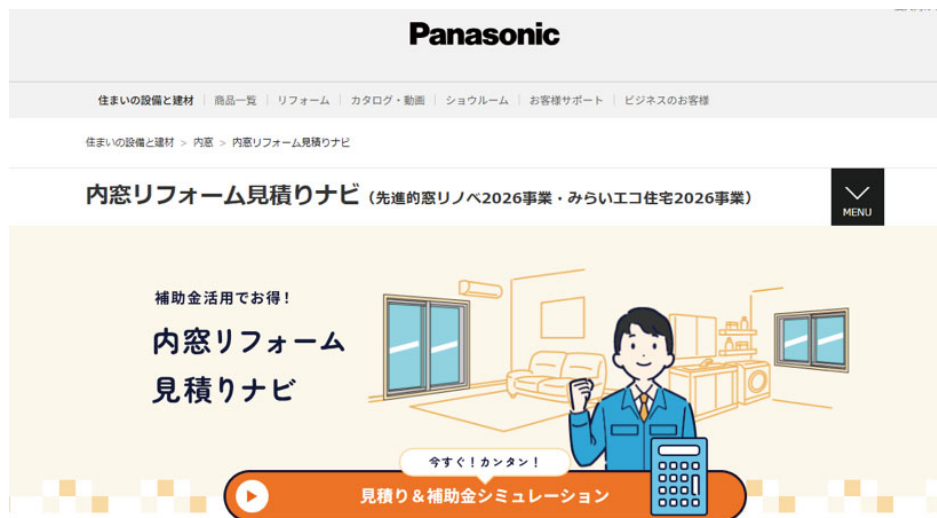 Panasonic
住まいの設備と建材 | 商品一覧 | リフォーム | カタログ・動画 | ショウルーム | お客様サポート | ビジネスのお客様
住まいの設備と建材 > 内窓 > 内窓リフォーム見積りナビ
内窓リフォーム見積りナビ（先進的窓リノベ2026事業・みらいエコ住宅2026事業）
MENU
補助金活用でお得！
内窓リフォーム
見積りナビ
今すぐ！カンタン！
見積り＆補助金シミュレーション